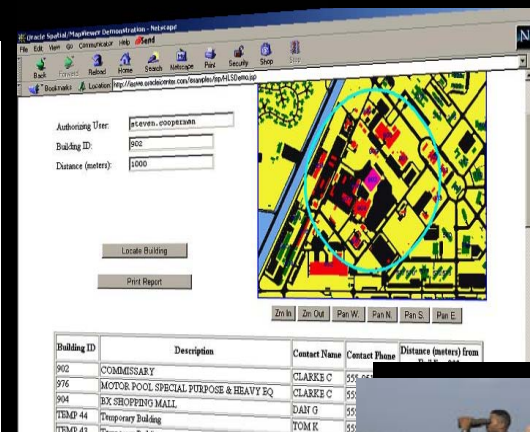 Oracle Spatial/MapViewer Demonstration - Netscape
File Edit View Go Communicator Help Send
Back Forward Reload Home Search Netscape Print Security Shop Stop
Bookmarks Location:
N
Authorizing User: steven.cooperman
Building ID: 902
Distance (meters): 1000
Locate Building
Print Report
Zm In Zm Out Pan W. Pan N. Pan S. Pan E.
Building ID Description Contact Name Contact Phone Distance (meters) from
902 COMMISSARY CLARKE C 555
976 MOTOR POOL SPECIAL PURPOSE & HEAVY EQ CLARKE C
904 BX SHOPPING MALL DAN G
TEMP 44 Temporary Building TOM K
TEMP 43